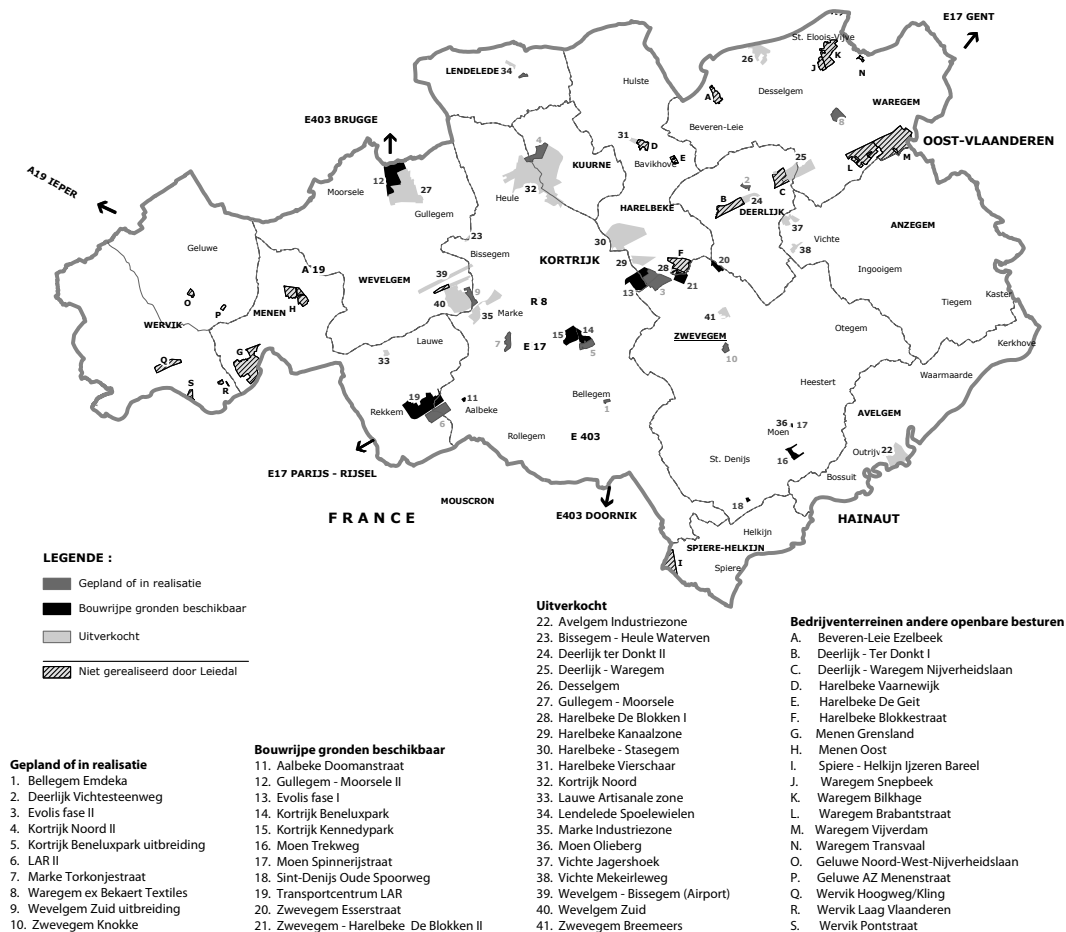 E17 GENT
St. Eloois-Vijve
26
K
J
N
LENDELEDE 34
Hulste
A
Desselgem
WAREGEM
8
E403 BRUGGE
Beveren-Leie
4
31
D
Bavikhove
E
OOST-VLAANDEREN
M
L
KUURNE
A19 IEPER
12
27
Moorsele
Gullegem
Heule
32
25
2
C
B
24
DEERLIJK
HARELBEKE
37
ANZEGEM
23
30
Vichte
38
Geluwe
Bissegem
KORTRIJK
29
F
28
20
Ingooigem
A 19
WEVELGEM
39
13
3
21
Kaster
O
P
H
MENEN
40
9
R 8
35
Marke
41
Tiegem
WERVIK
Lauwe
7
E 17
15
14
5
ZWEVEGEM
10
Otegem
Kerkhove
Q
G
33
Waarmaarde
S
R
19
11
Bellegem
1
Heestert
Rekkem
6
Aalbeke
AVELGEM
Rollegem
E 403
36
17
Moen
Outrijve
22
E17 PARIJS - RIJSEL
St. Denijs
16
Bossuit
MOUSCRON
18
FRANCE
E403 DOORNIK
HAINAUT
Helkijn
SPIERE-HELKIJN
I
Spiere
LEGENDE :
Gepland of in realisatie
Bouwrijpe gronden beschikbaar
Uitverkocht
Niet gerealiseerd door Leiedal
Gepland of in realisatie
1. Bellegem Emdeka
2. Deerlijk Vichtesteenweg
3. Evolis fase II
4. Kortrijk Noord II
5. Kortrijk Beneluxpark uitbreiding
6. LAR II
7. Marke Torkonjestraat
8. Waregem ex Bekaert Textiles
9. Wevelgem Zuid uitbreiding
10. Zwevegem Knokke
Bouwrijpe gronden beschikbaar
11. Aalbeke Doomanstraat
12. Gullegem - Moorsele II
13. Evolis fase I
14. Kortrijk Beneluxpark
15. Kortrijk Kennedypark
16. Moen Trekweg
17. Moen Spinnerijstraat
18. Sint-Denijs Oude Spoorweg
19. Transportcentrum LAR
20. Zwevegem Esserstraat
21. Zwevegem - Harelbeke De Blokken II
Uitverkocht
22. Avelgem Industriezone
23. Bissegem - Heule Waterven
24. Deerlijk ter Donkt II
25. Deerlijk - Waregem
26. Desselgem
27. Gullegem - Moorsele
28. Harelbeke De Blokken I
29. Harelbeke Kanaalzone
30. Harelbeke - Stasegem
31. Harelbeke Vierschaar
32. Kortrijk Noord
33. Lauwe Artisanale zone
34. Lendelede Spoelewielen
35. Marke Industriezone
36. Moen Olieberg
37. Vichte Jagershoek
38. Vichte Mekeirleweg
39. Wevelgem - Bissegem (Airport)
40. Wevelgem Zuid
41. Zwevegem Breemeers
Bedrijventerreinen andere openbare besturen
A. Beveren-Leie Ezelbeek
B. Deerlijk - Ter Donkt I
C. Deerlijk - Waregem Nijverheidslaan
D. Harelbeke Vaarnewijk
E. Harelbeke De Geit
F. Harelbeke Blokkestraat
G. Menen Grensland
H. Menen Oost
I. Spiere - Helkijn Ijzeren Bareel
J. Waregem Snepbeek
K. Waregem Bilkhage
L. Waregem Brabantstraat
M. Waregem Vijverdam
N. Waregem Transvaal
O. Geluwe Noord-West-Nijverheidslaan
P. Geluwe AZ Menenstraat
Q. Wervik Hoogweg/Kling
R. Wervik Laag Vlaanderen
S. Wervik Pontstraat